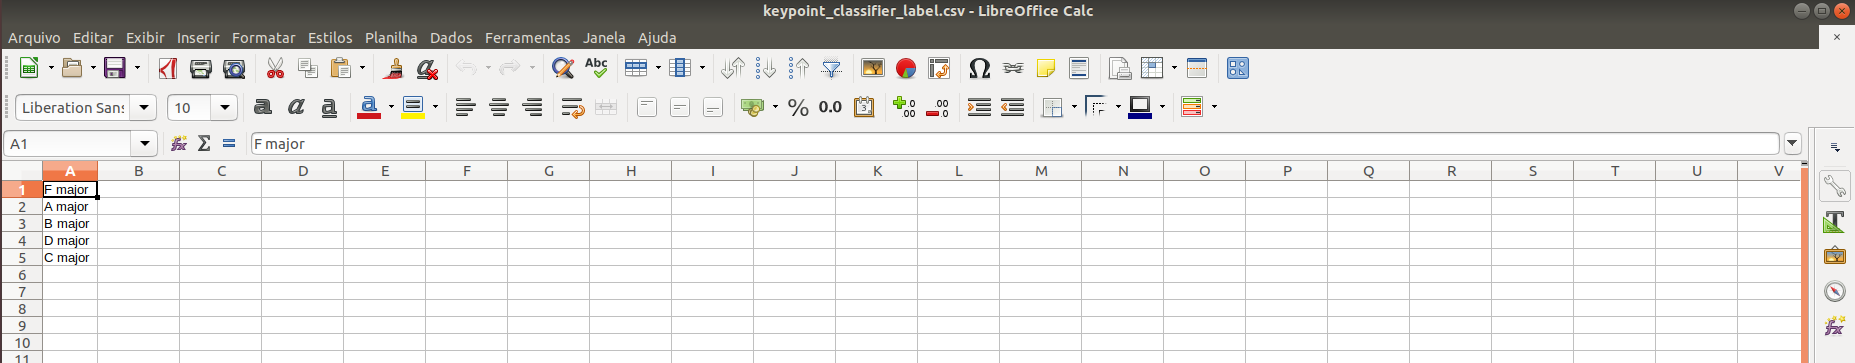 keypoint_classifier_label.csv - LibreOffice Calc
Arquivo Editar Exibir Inserir Formatar Estilos Planilha Dados Ferramentas Janela Ajuda
Abc
Liberation Sans 10 a a a a % 0.0
A1 fx Σ = F major
A B C D E F G H I J K L M N O P Q R S T U V
1 F major
2 A major
3 B major
4 D major
5 C major
6
7
8
9
10
11